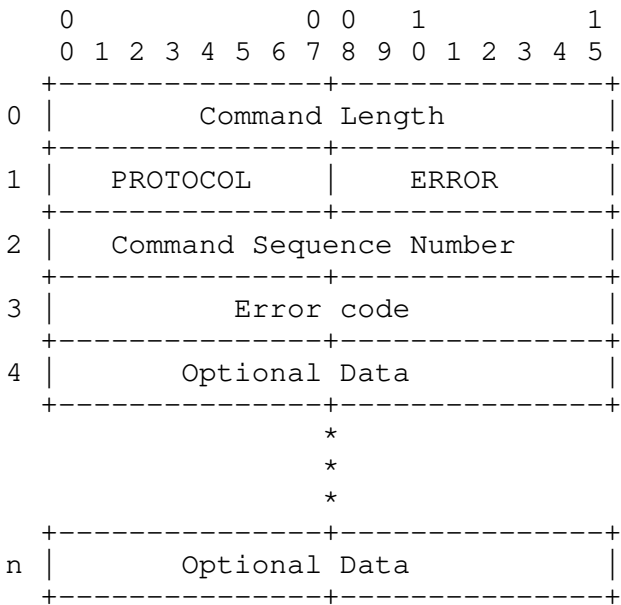 0             0 0   1         1
    0 1 2 3 4 5 6 7 8 9 0 1 2 3 4 5
   +---------------+---------------+
0  |        Command Length         |
   +---------------+---------------+
1  |   PROTOCOL    |    ERROR      |
   +---------------+---------------+
2  |   Command Sequence Number     |
   +---------------+---------------+
3  |          Error code           |
   +---------------+---------------+
4  |       Optional Data           |
   +---------------+---------------+
                   *
                   *
                   *
   +---------------+---------------+
n  |       Optional Data           |
   +---------------+---------------+